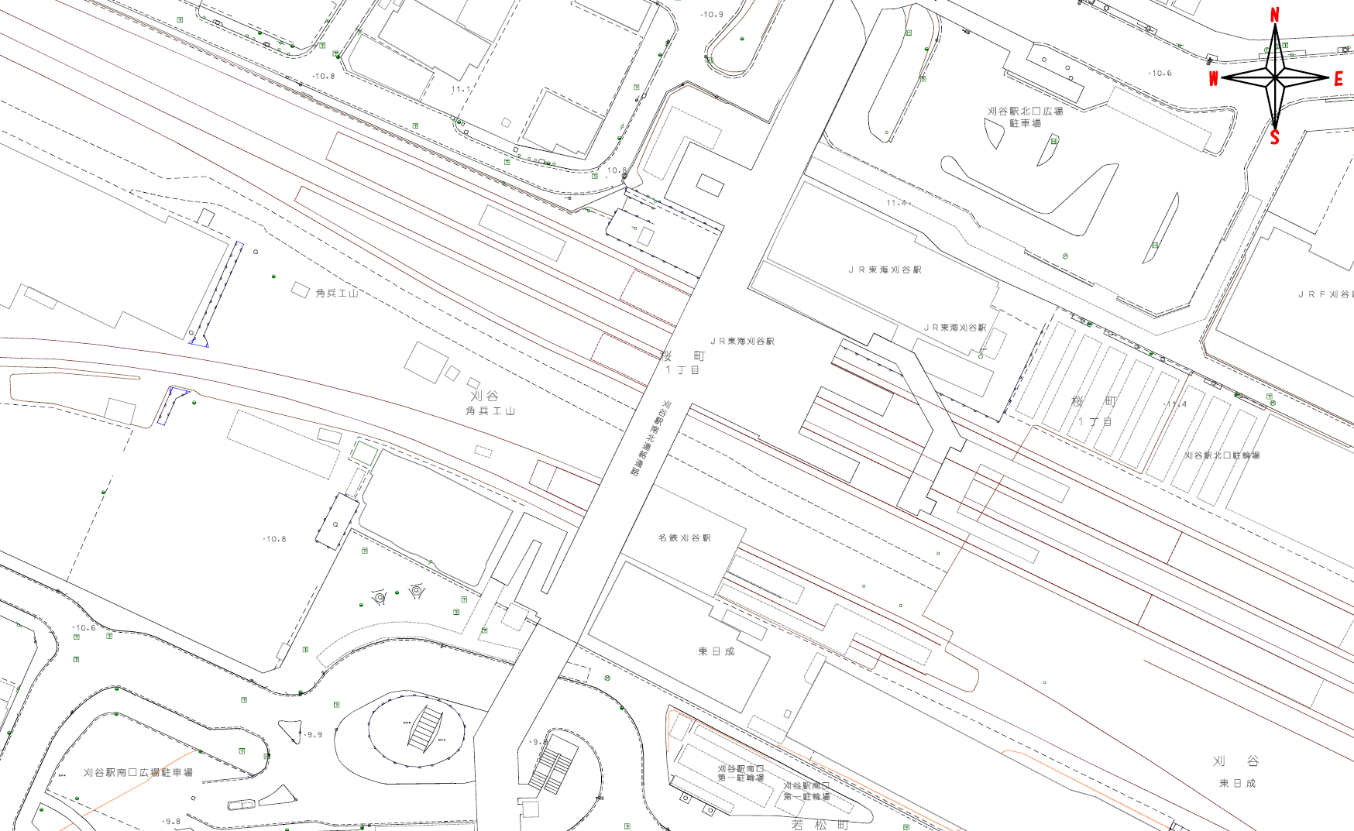 ·10.9
N
W
E
S
·10.8
·10.6
11.1
刈谷駅北口広場
駐車場
·10.8
11.4·
角兵エ山
JR東海刈谷駅
JRF刈谷
JR東海刈谷駅
JR東海刈谷駅
桜 町
1丁目
刈谷
角兵エ山
桜 町
·11.4
1丁目
刈谷駅南北連絡通路
刈谷駅北口駐輪場
·10.8
名鉄刈谷駅
·10.6
東日成
·9.9
刈谷駅南口広場駐車場
刈谷駅南口
第一駐輪場
刈谷駅南口
第一駐輪場
刈 谷
東日成
·9.8
若松町